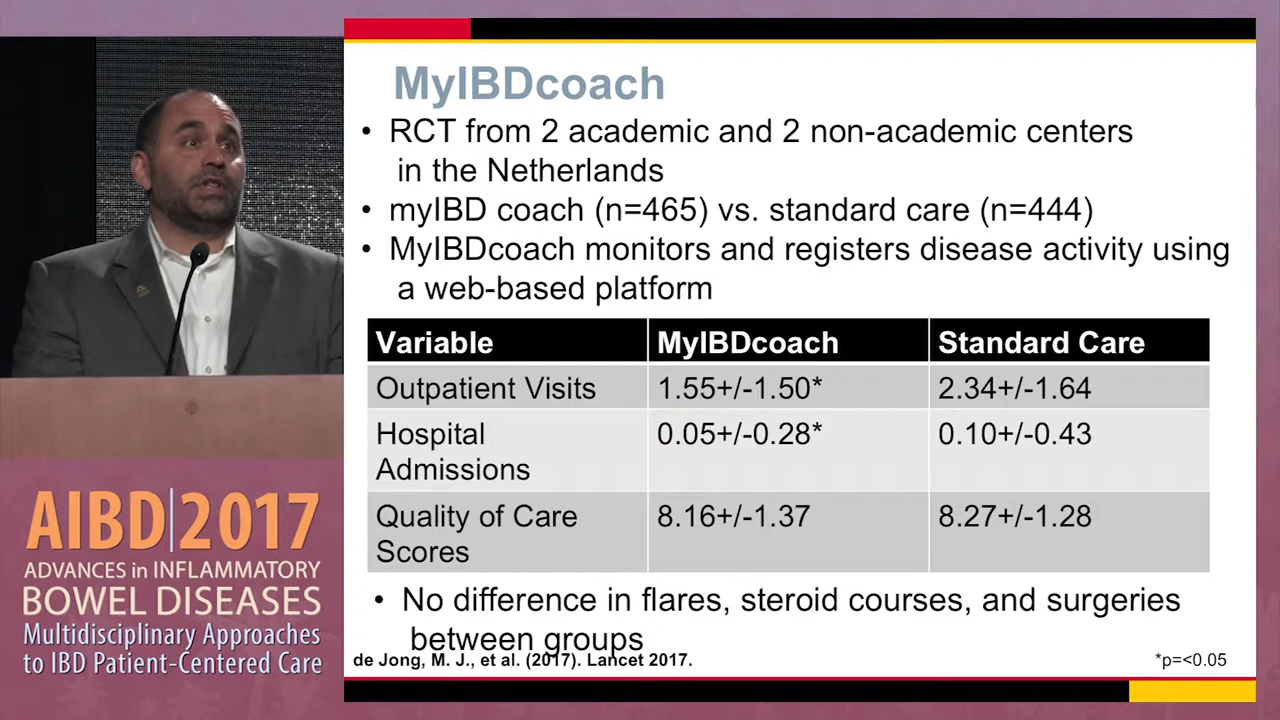 MyIBDcoach
• RCT from 2 academic and 2 non-academic centers
in the Netherlands
• myIBD coach (n=465) vs. standard care (n=444)
• MyIBDcoach monitors and registers disease activity using
a web-based platform
Variable MyIBDcoach Standard Care
Outpatient Visits 1.55+/-1.50* 2.34+/-1.64
Hospital
Admissions 0.05+/-0.28* 0.10+/-0.43
Quality of Care
Scores 8.16+/-1.37 8.27+/-1.28
• No difference in flares, steroid courses, and surgeries
between groups
de Jong, M. J., et al. (2017). Lancet 2017.
*p=<0.05
AIBD|2017
ADVANCES in INFLAMMATORY
BOWEL DISEASES
Multidisciplinary Approaches
to IBD Patient-Centered Care